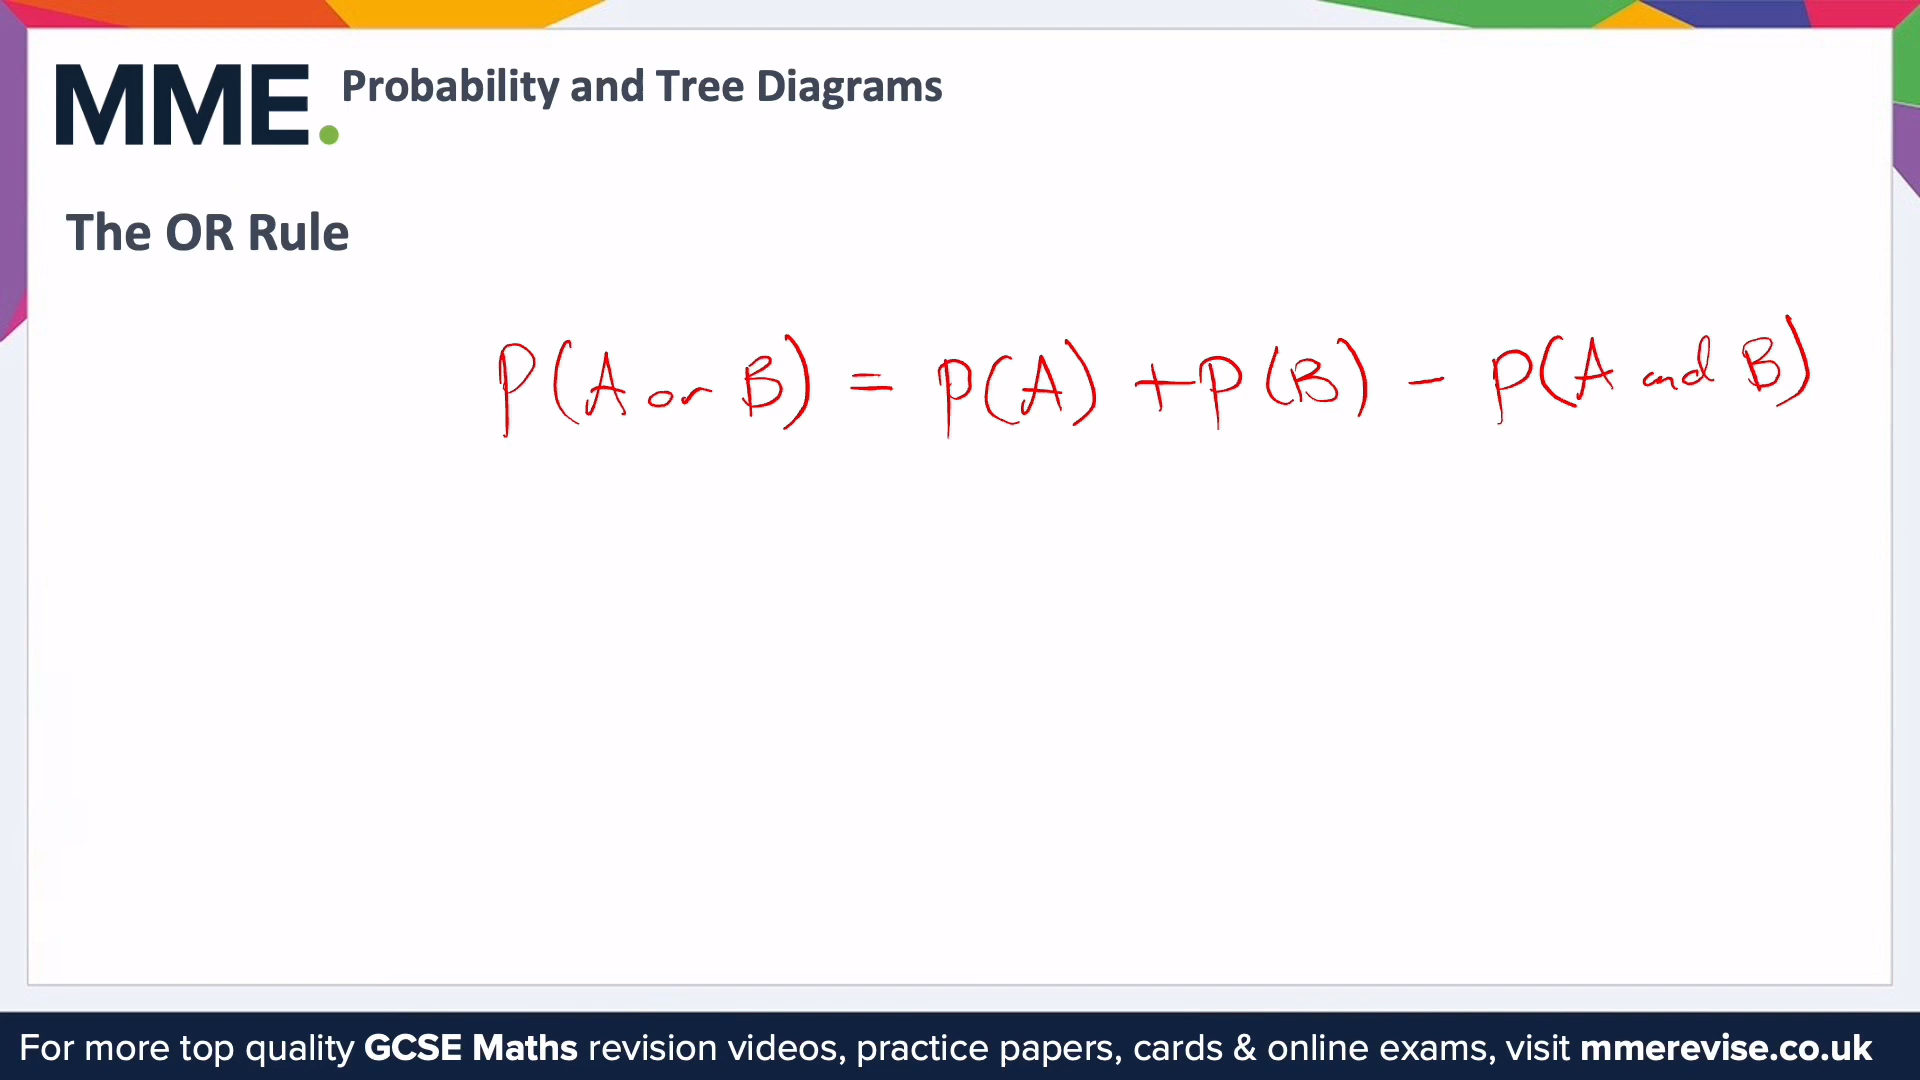 MME. Probability and Tree Diagrams
The OR Rule
P(A or B) = P(A) + P(B) - P(A and B)
For more top quality GCSE Maths revision videos, practice papers, cards & online exams, visit mmerevise.co.uk